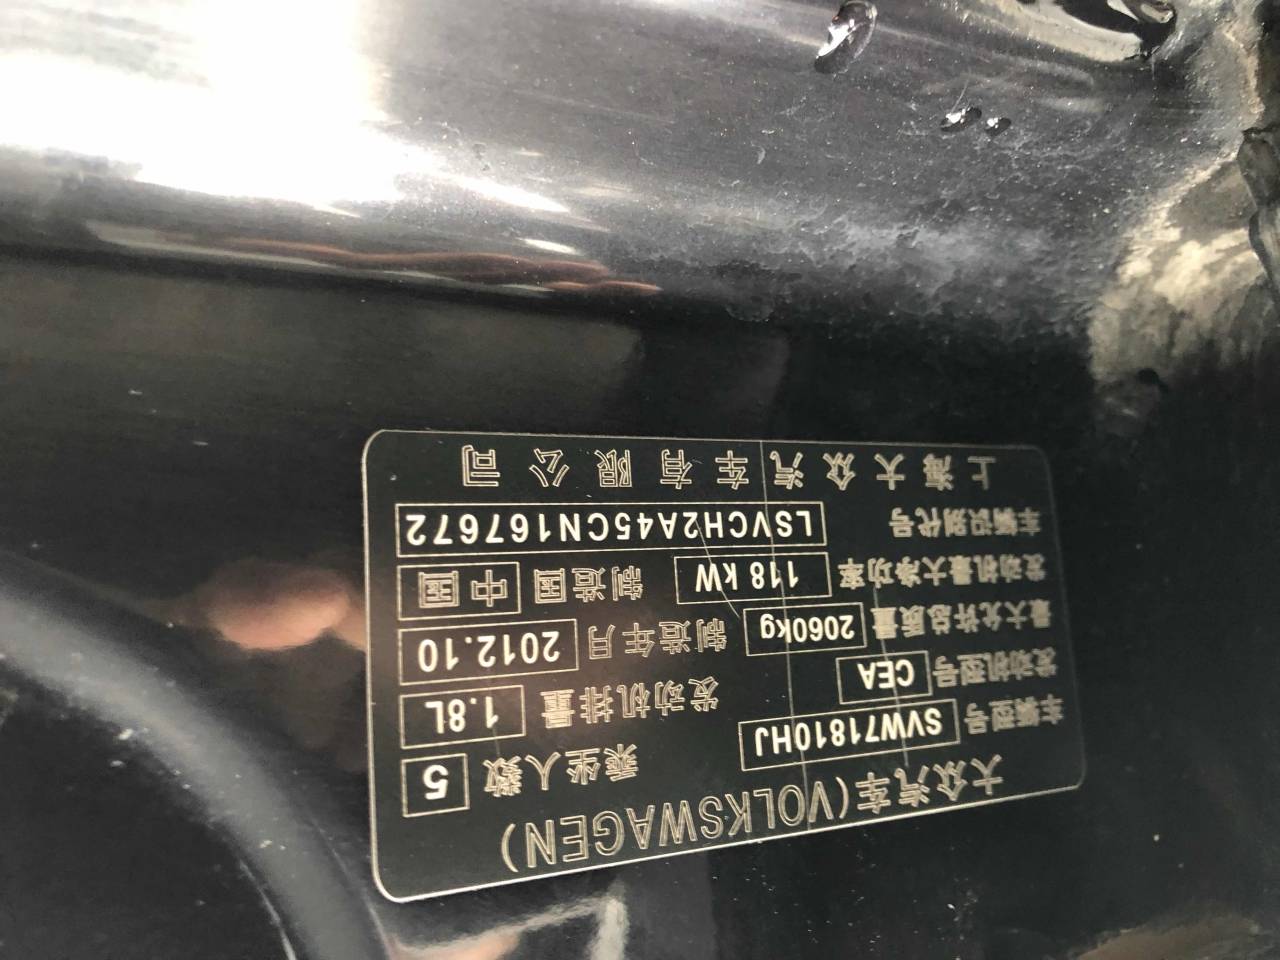 大众汽车(VOLKSWAGEN)
车辆型号 SVW71810HJ 乘坐人数 5
发动机型号 CEA 发动机排量 1.8L
最大允许总质量 2060kg 制造年月 2012.10
发动机最大净功率 118 kW 制造国 中国
车辆识别代号 LSVCH2A45CN167672
上海大众汽车有限公司